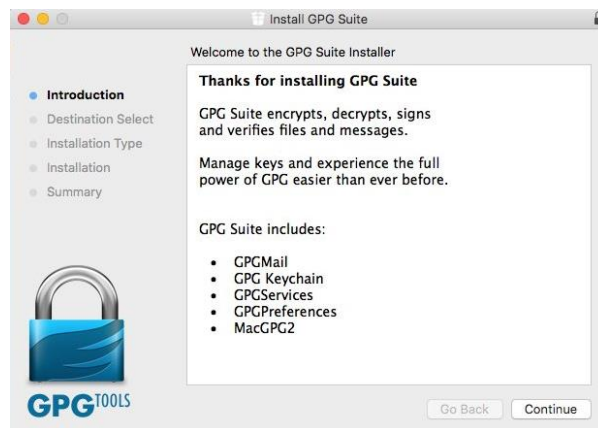 Install GPG Suite
Welcome to the GPG Suite Installer
Introduction
Destination Select
Installation Type
Installation
Summary
Thanks for installing GPG Suite
GPG Suite encrypts, decrypts, signs
and verifies files and messages.
Manage keys and experience the full
power of GPG easier than ever before.
GPG Suite includes:
• GPGMail
• GPG Keychain
• GPGServices
• GPGPreferences
• MacGPG2
GPGTOOLS
Go Back
Continue